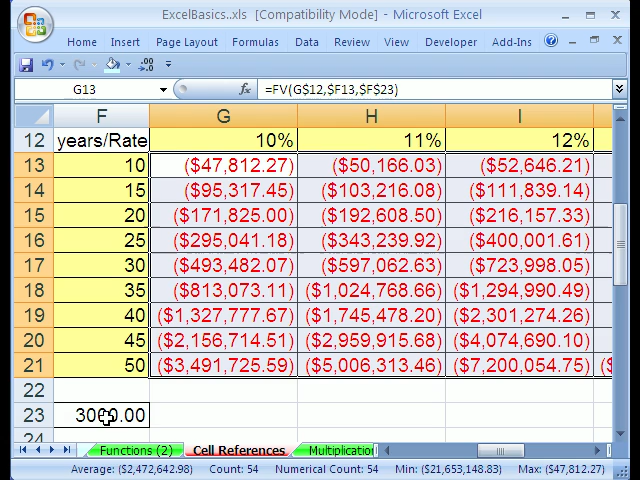 ExcelBasics..xls [Compatibility Mode] - Microsoft Excel
Home Insert Page Layout Formulas Data Review View Developer Add-Ins
G13 =FV(G$12,$F13,$F$23)
F G H I
12 years/Rate 10% 11% 12%
13 10 ($47,812.27) ($50,166.03) ($52,646.21)
14 15 ($95,317.45) ($103,216.08) ($111,839.14)
15 20 ($171,825.00) ($192,608.50) ($216,157.33)
16 25 ($295,041.18) ($343,239.92) ($400,001.61)
17 30 ($493,482.07) ($597,062.63) ($723,998.05)
18 35 ($813,073.11) ($1,024,768.66) ($1,294,990.49)
19 40 ($1,327,777.67) ($1,745,478.20) ($2,301,274.26)
20 45 ($2,156,714.51) ($2,959,915.68) ($4,074,690.10)
21 50 ($3,491,725.59) ($5,006,313.46) ($7,200,054.75) ($
22
23 3000.00
24
Functions (2) Cell References Multiplication
Average: ($2,472,642.98) Count: 54 Numerical Count: 54 Min: ($21,653,148.83) Max: ($47,812.27)